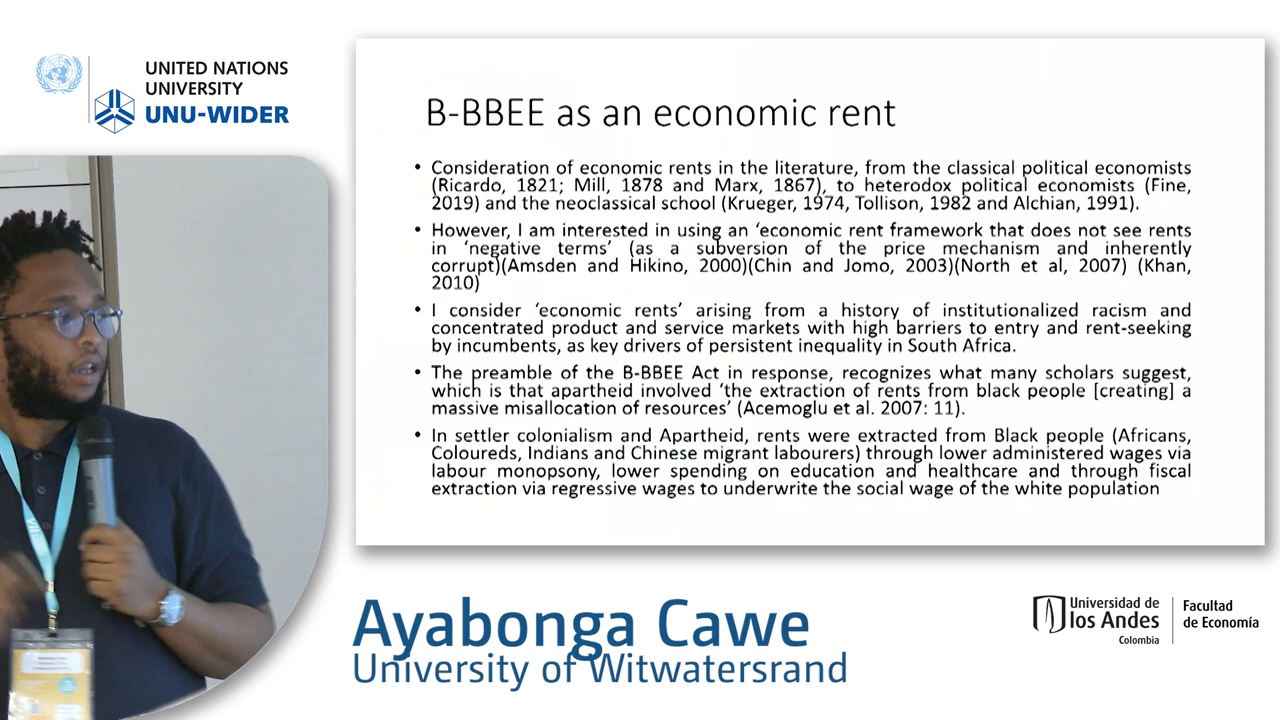 UNITED NATIONS
UNIVERSITY
UNU-WIDER
B-BBEE as an economic rent
• Consideration of economic rents in the literature, from the classical political economists
(Ricardo, 1821; Mill, 1878 and Marx, 1867), to heterodox political economists (Fine,
2019) and the neoclassical school (Krueger, 1974, Tollison, 1982 and Alchian, 1991).
• However, I am interested in using an ‘economic rent framework that does not see rents
in ‘negative terms’ (as a subversion of the price mechanism and inherently
corrupt)(Amsden and Hikino, 2000)(Chin and Jomo, 2003)(North et al, 2007) (Khan,
2010)
• I consider ‘economic rents’ arising from a history of institutionalized racism and
concentrated product and service markets with high barriers to entry and rent-seeking
by incumbents, as key drivers of persistent inequality in South Africa.
• The preamble of the B-BBEE Act in response, recognizes what many scholars suggest,
which is that apartheid involved ‘the extraction of rents from black people [creating] a
massive misallocation of resources’ (Acemoglu et al. 2007: 11).
• In settler colonialism and Apartheid, rents were extracted from Black people (Africans,
Coloureds, Indians and Chinese migrant labourers) through lower administered wages via
labour monopsony, lower spending on education and healthcare and through fiscal
extraction via regressive wages to underwrite the social wage of the white population
Ayabonga Cawe
University of Witwatersrand
Universidad de
los Andes
Colombia
Facultad
de Economía